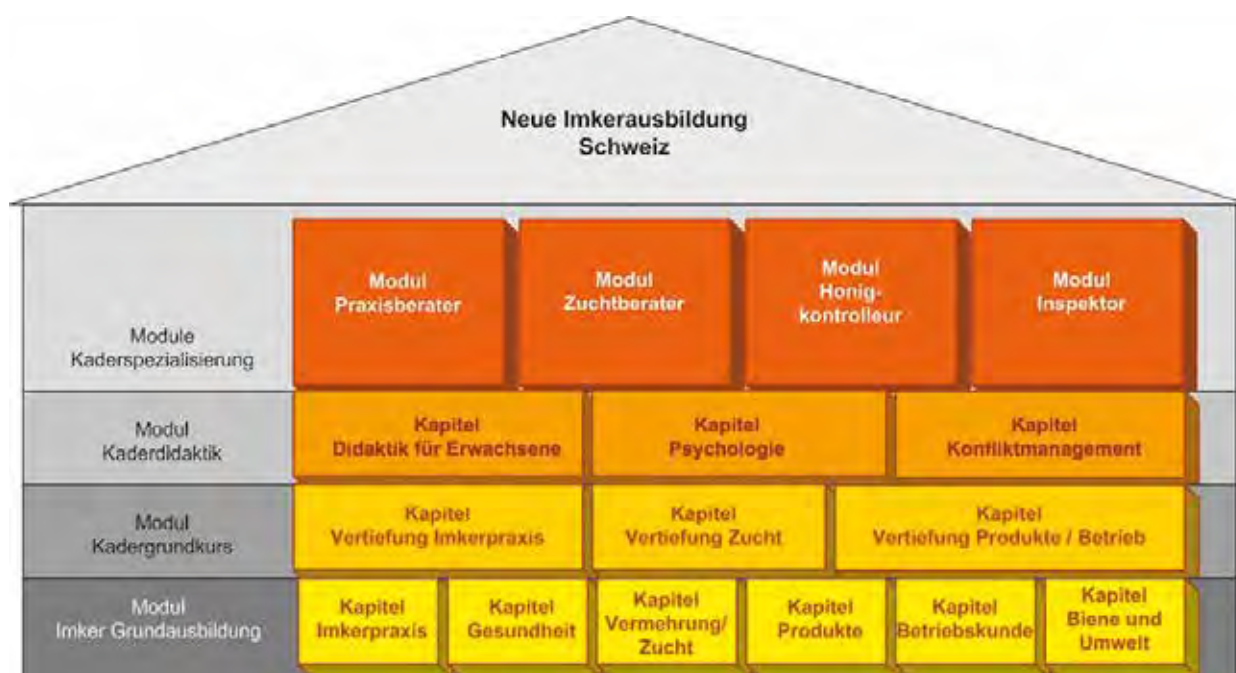 Neue Imkerausbildung
Schweiz
Module
Kaderspezialisierung
Modul
Praxisberater
Modul
Zuchtberater
Modul
Honig-
kontrolleur
Modul
Inspektor
Modul
Kaderdidaktik
Kapitel
Didaktik für Erwachsene
Kapitel
Psychologie
Kapitel
Konfliktmanagement
Modul
Kadergrundkurs
Kapitel
Vertiefung Imkerpraxis
Kapitel
Vertiefung Zucht
Kapitel
Vertiefung Produkte / Betrieb
Modul
Imker Grundausbildung
Kapitel
Imkerpraxis
Kapitel
Gesundheit
Kapitel
Vermehrung/
Zucht
Kapitel
Produkte
Kapitel
Betriebskunde
Kapitel
Biene und
Umwelt